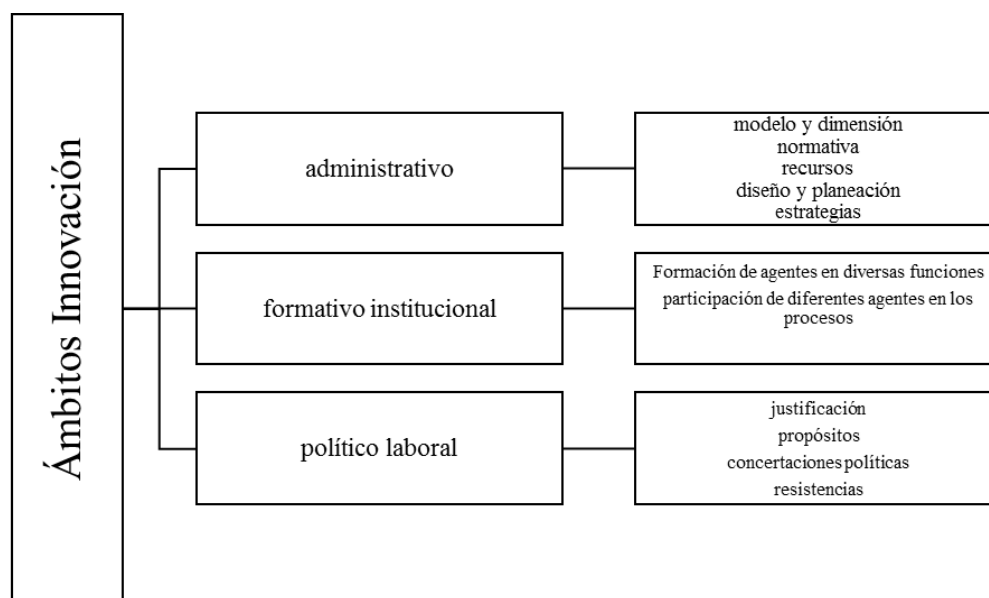 Ámbitos Innovación
administrativo
modelo y dimensión
normativa
recursos
diseño y planeación
estrategias
formativo institucional
Formación de agentes en diversas funciones
participación de diferentes agentes en los
procesos
político laboral
justificación
propósitos
concertaciones políticas
resistencias